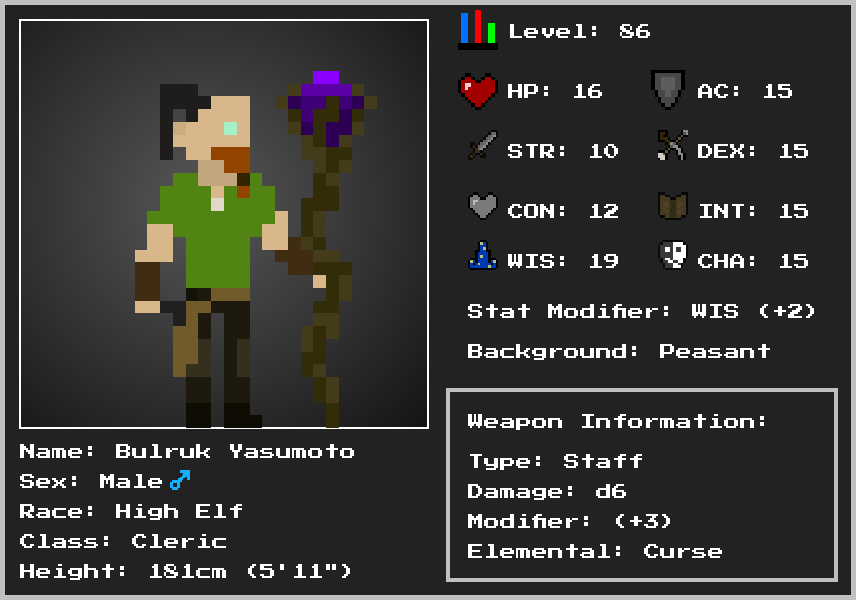 Level: 86
HP: 16 AC: 15
STR: 10 DEX: 15
CON: 12 INT: 15
WIS: 19 CHA: 15
Stat Modifier: WIS (+2)
Background: Peasant
Weapon Information:
Type: Staff
Damage: d6
Modifier: (+3)
Elemental: Curse
Name: Bulruk Yasumoto
Sex: Male♂
Race: High Elf
Class: Cleric
Height: 181cm (5'11")